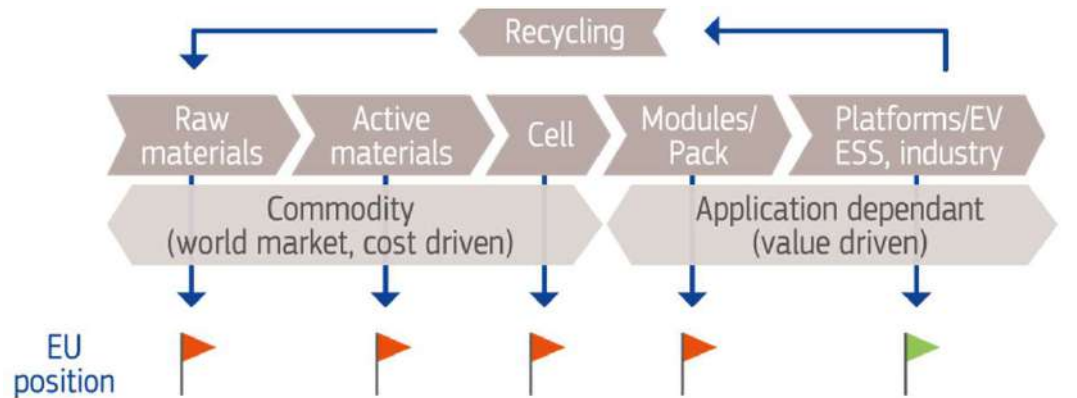 Recycling
Raw
materials
Active
materials
Cell
Modules/
Pack
Platforms/EV
ESS, industry
Commodity
(world market, cost driven)
Application dependant
(value driven)
EU
position